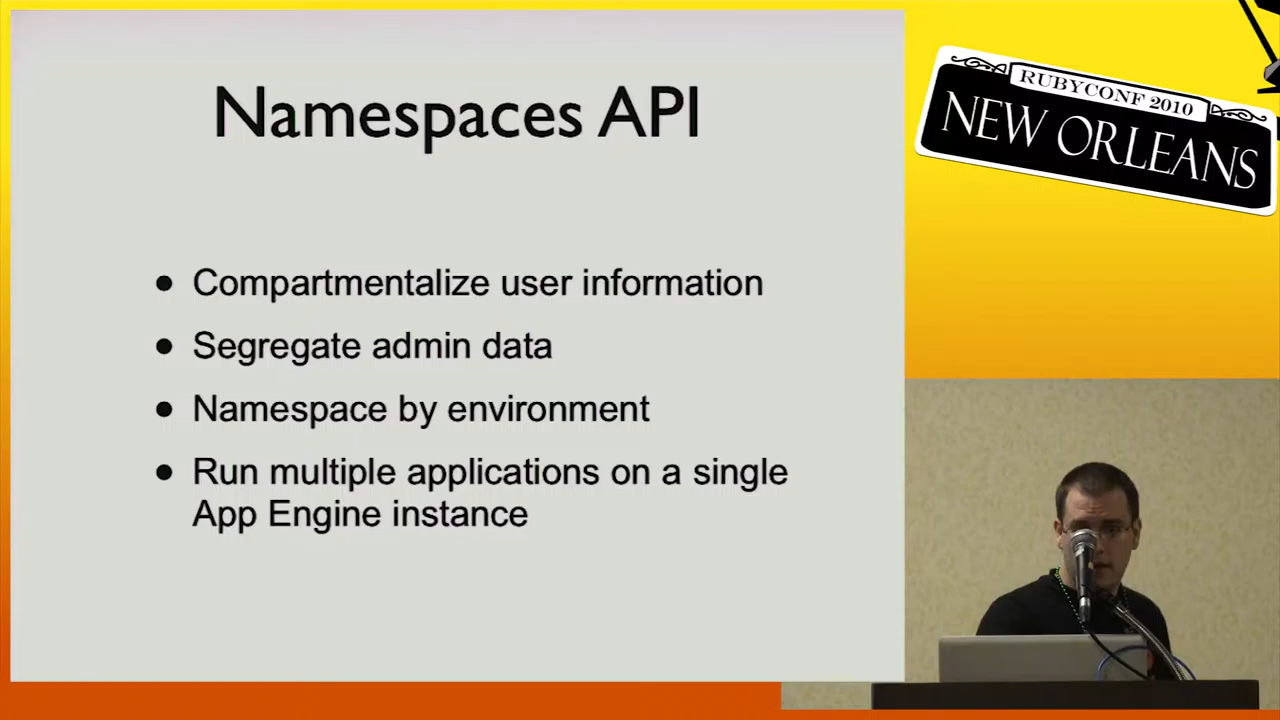 Namespaces API
• Compartmentalize user information
• Segregate admin data
• Namespace by environment
• Run multiple applications on a single
App Engine instance
RUBYCONF 2010
NEW ORLEANS